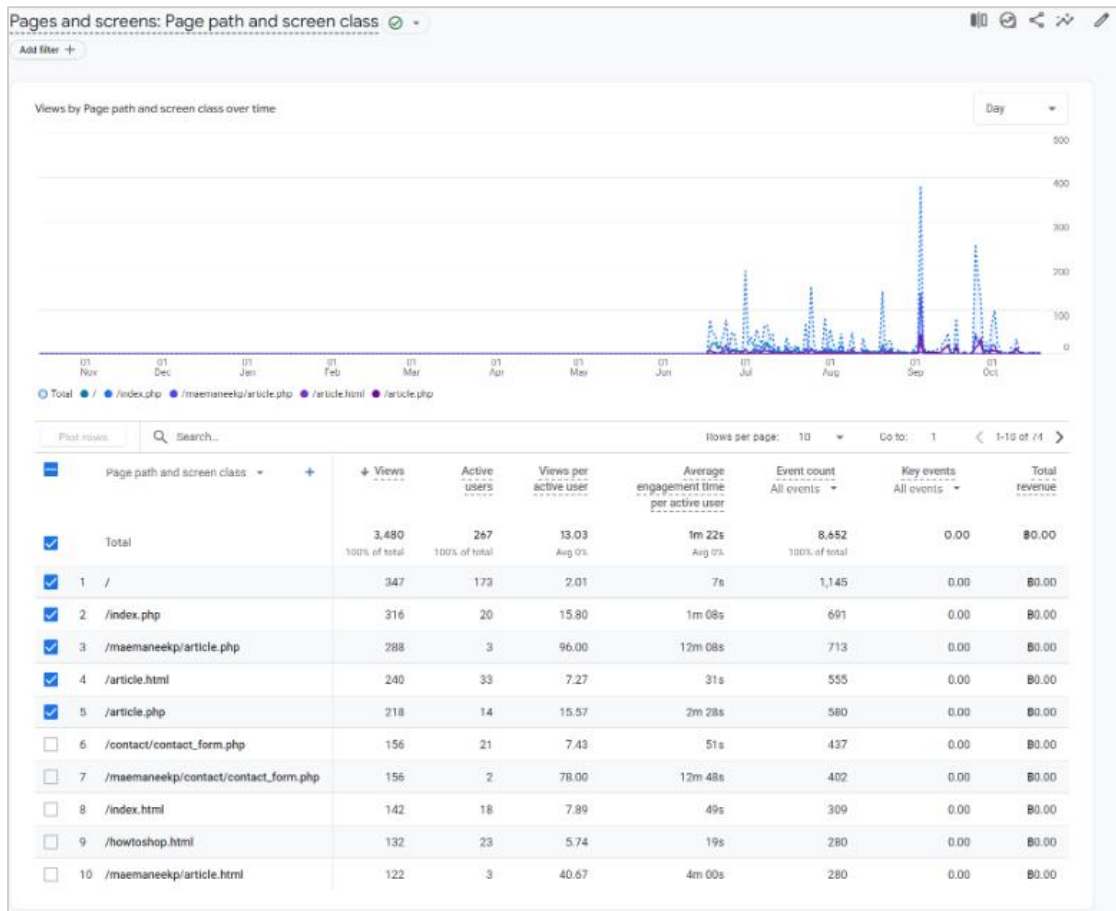 Pages and screens: Page path and screen class
Add filter +
Views by Page path and screen class over time
Day
500
400
300
200
100
0
01 01 01 01 01 01 01 01 01 01 01 01
Nov Dec Jan Feb Mar Apr May Jun Jul Aug Sep Oct
Total / /index.php /maemaneekp/article.php /article.html /article.php
Plot rows Search... Rows per page: 10 Go to: 1 1-10 of 74
Page path and screen class + ↓ Views Active users Views per active user Average engagement time per active user Event count All events Key events All events Total revenue
Total 3,480 267 13.03 1m 22s 8,652 0.00 ฿0.00
100% of total 100% of total Avg 0% Avg 0% 100% of total
1 / 347 173 2.01 7s 1,145 0.00 ฿0.00
2 /index.php 316 20 15.80 1m 08s 691 0.00 ฿0.00
3 /maemaneekp/article.php 288 3 96.00 12m 08s 713 0.00 ฿0.00
4 /article.html 240 33 7.27 31s 555 0.00 ฿0.00
5 /article.php 218 14 15.57 2m 28s 580 0.00 ฿0.00
6 /contact/contact_form.php 156 21 7.43 51s 437 0.00 ฿0.00
7 /maemaneekp/contact/contact_form.php 156 2 78.00 12m 48s 402 0.00 ฿0.00
8 /index.html 142 18 7.89 49s 309 0.00 ฿0.00
9 /howtoshop.html 132 23 5.74 19s 280 0.00 ฿0.00
10 /maemaneekp/article.html 122 3 40.67 4m 00s 280 0.00 ฿0.00